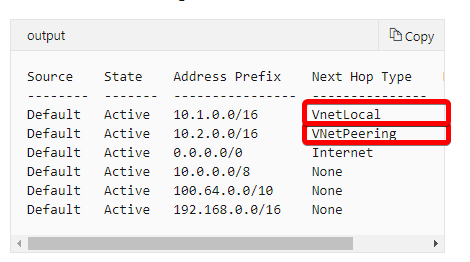 output
Copy
Source State Address Prefix Next Hop Type
-------- ------- ---------------- ---------------
Default Active 10.1.0.0/16 VnetLocal
Default Active 10.2.0.0/16 VNetPeering
Default Active 0.0.0.0/0 Internet
Default Active 10.0.0.0/8 None
Default Active 100.64.0.0/10 None
Default Active 192.168.0.0/16 None